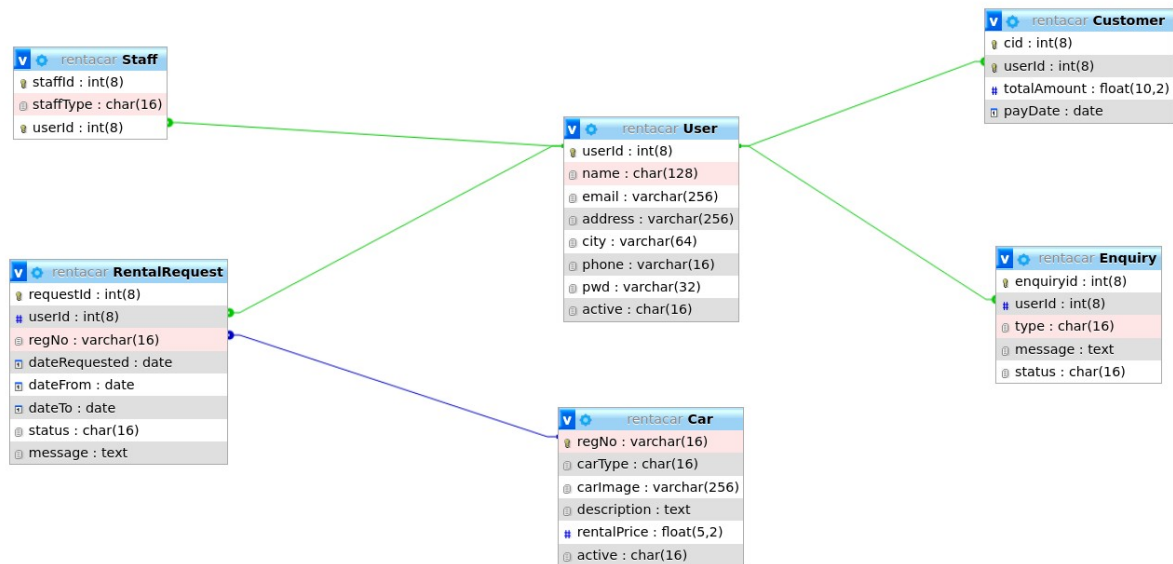 v rentacar Staff
staffId : int(8)
staffType : char(16)
userId : int(8)
v rentacar RentalRequest
requestId : int(8)
userId : int(8)
regNo : varchar(16)
dateRequested : date
dateFrom : date
dateTo : date
status : char(16)
message : text
v rentacar User
userId : int(8)
name : char(128)
email : varchar(256)
address : varchar(256)
city : varchar(64)
phone : varchar(16)
pwd : varchar(32)
active : char(16)
v rentacar Car
regNo : varchar(16)
carType : char(16)
carImage : varchar(256)
description : text
# rentalPrice : float(5,2)
active : char(16)
v rentacar Customer
cid : int(8)
userId : int(8)
# totalAmount : float(10,2)
payDate : date
v rentacar Enquiry
enquiryid : int(8)
# userId : int(8)
type : char(16)
message : text
status : char(16)